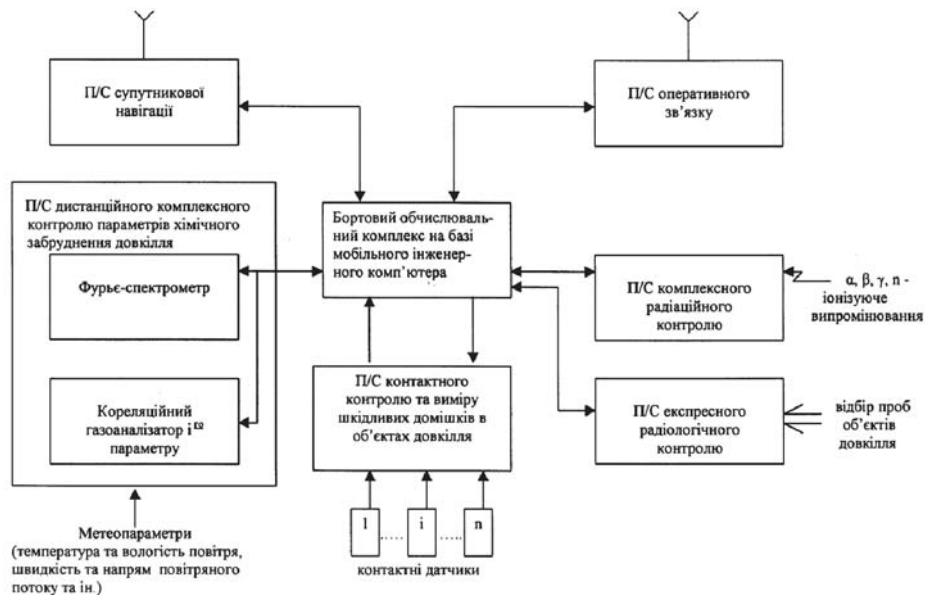 П/С супутникової
навігації
П/С оперативного
зв’язку
П/С дистанційного комплексного
контролю параметрів хімічного
забруднення довкілля
Фурьє-спектрометр
Кореляційний
газоаналізатор і
параметру
Бортовий обчислюваль-
ний комплекс на базі
мобільного інженер-
ного комп’ютера
П/С комплексного
радіаційного
контролю
α, β, γ, n -
іонізуюче
випромінювання
П/С контактного
контролю та виміру
шкідливих домішків в
об’єктах довкілля
П/С експресного
радіологічного
контролю
відбір проб
об’єктів
довкілля
1 ..... i ..... n
контактні датчики
Метеопараметри
(температура та вологість повітря,
швидкість та напрям повітряного
потоку та ін.)